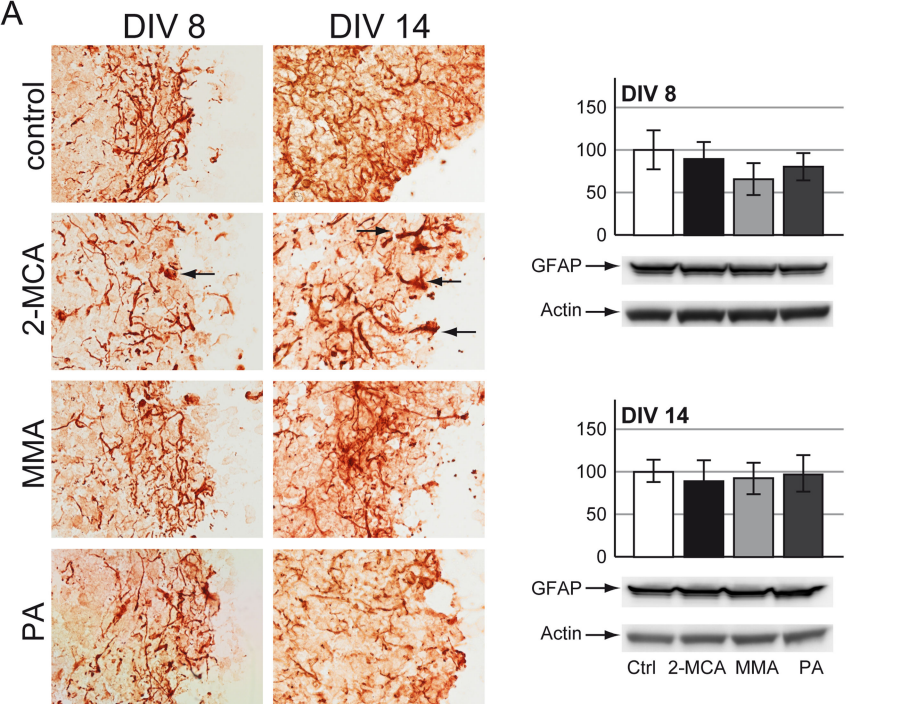 A
DIV 8
DIV 14
control
2-MCA
MMA
PA
DIV 8
150
100
50
0
GFAP
Actin
DIV 14
150
100
50
0
GFAP
Actin
Ctrl 2-MCA MMA PA